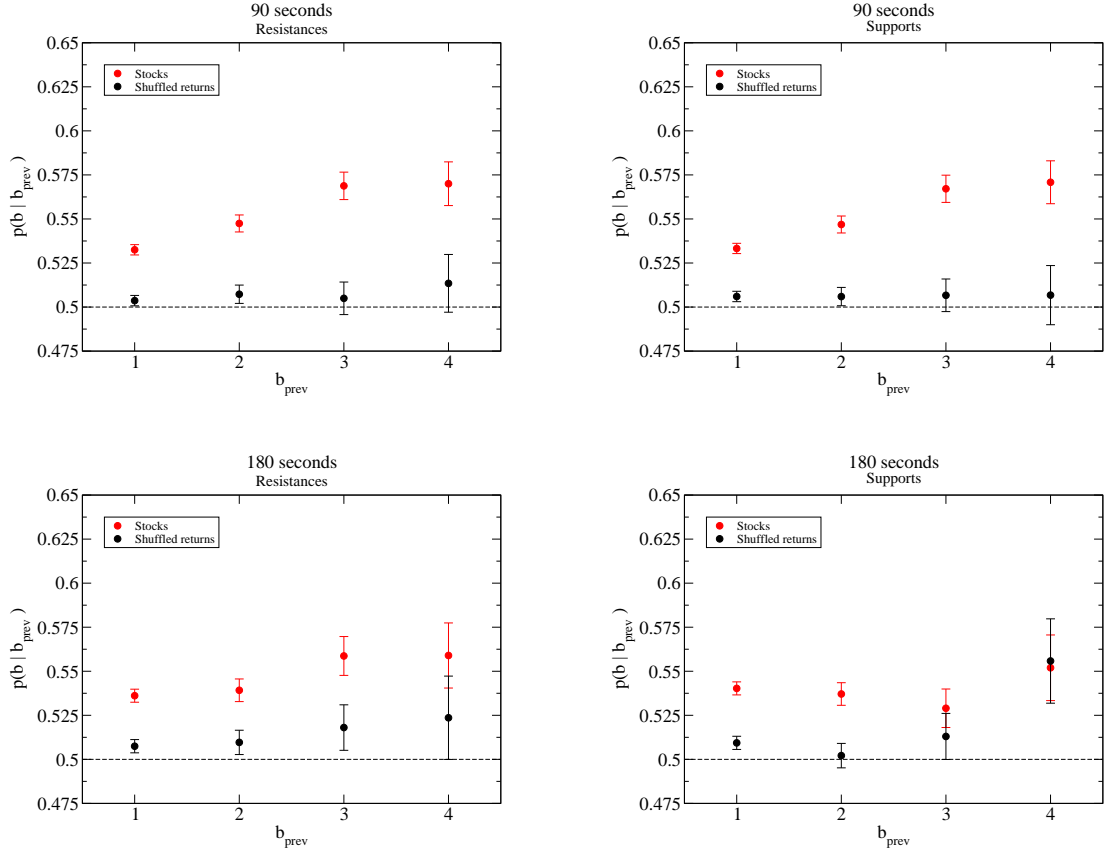 90 seconds
Resistances
0.65
0.625
0.6
0.575
0.55
0.525
0.5
0.475
p(b | b_prev )
Stocks
Shuffled returns
1 2 3 4
b_prev
90 seconds
Supports
0.65
0.625
0.6
0.575
0.55
0.525
0.5
0.475
p(b | b_prev )
Stocks
Shuffled returns
1 2 3 4
b_prev
180 seconds
Resistances
0.65
0.625
0.6
0.575
0.55
0.525
0.5
0.475
p(b | b_prev )
Stocks
Shuffled returns
1 2 3 4
b_prev
180 seconds
Supports
0.65
0.625
0.6
0.575
0.55
0.525
0.5
0.475
p(b | b_prev )
Stocks
Shuffled returns
1 2 3 4
b_prev